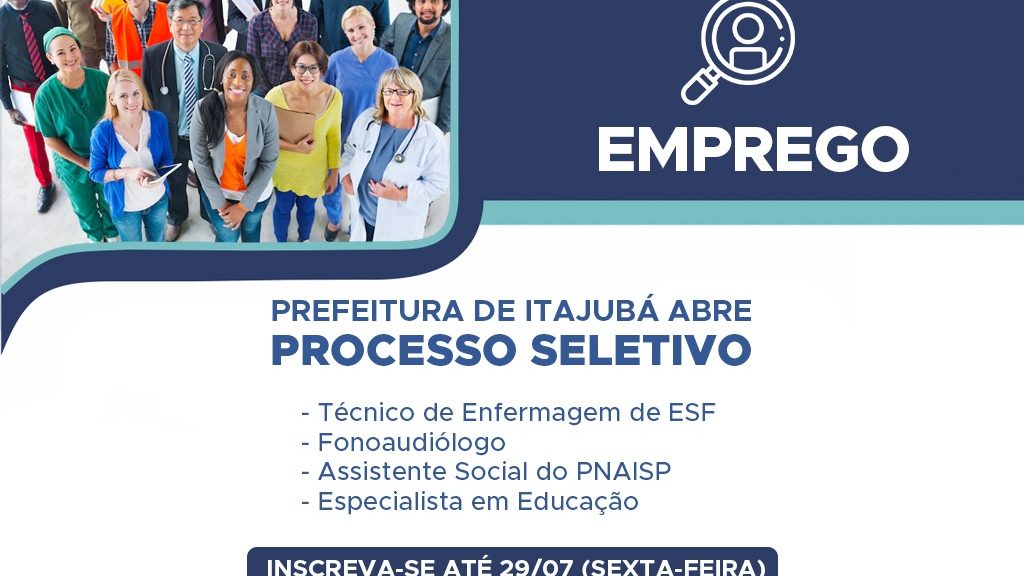 EMPREGO
PREFEITURA DE ITAJUBÁ ABRE
PROCESSO SELETIVO
- Técnico de Enfermagem de ESF
- Fonoaudiólogo
- Assistente Social do PNAISP
- Especialista em Educação
INSCREVA-SE ATÉ 29/07 (SEXTA-FEIRA)